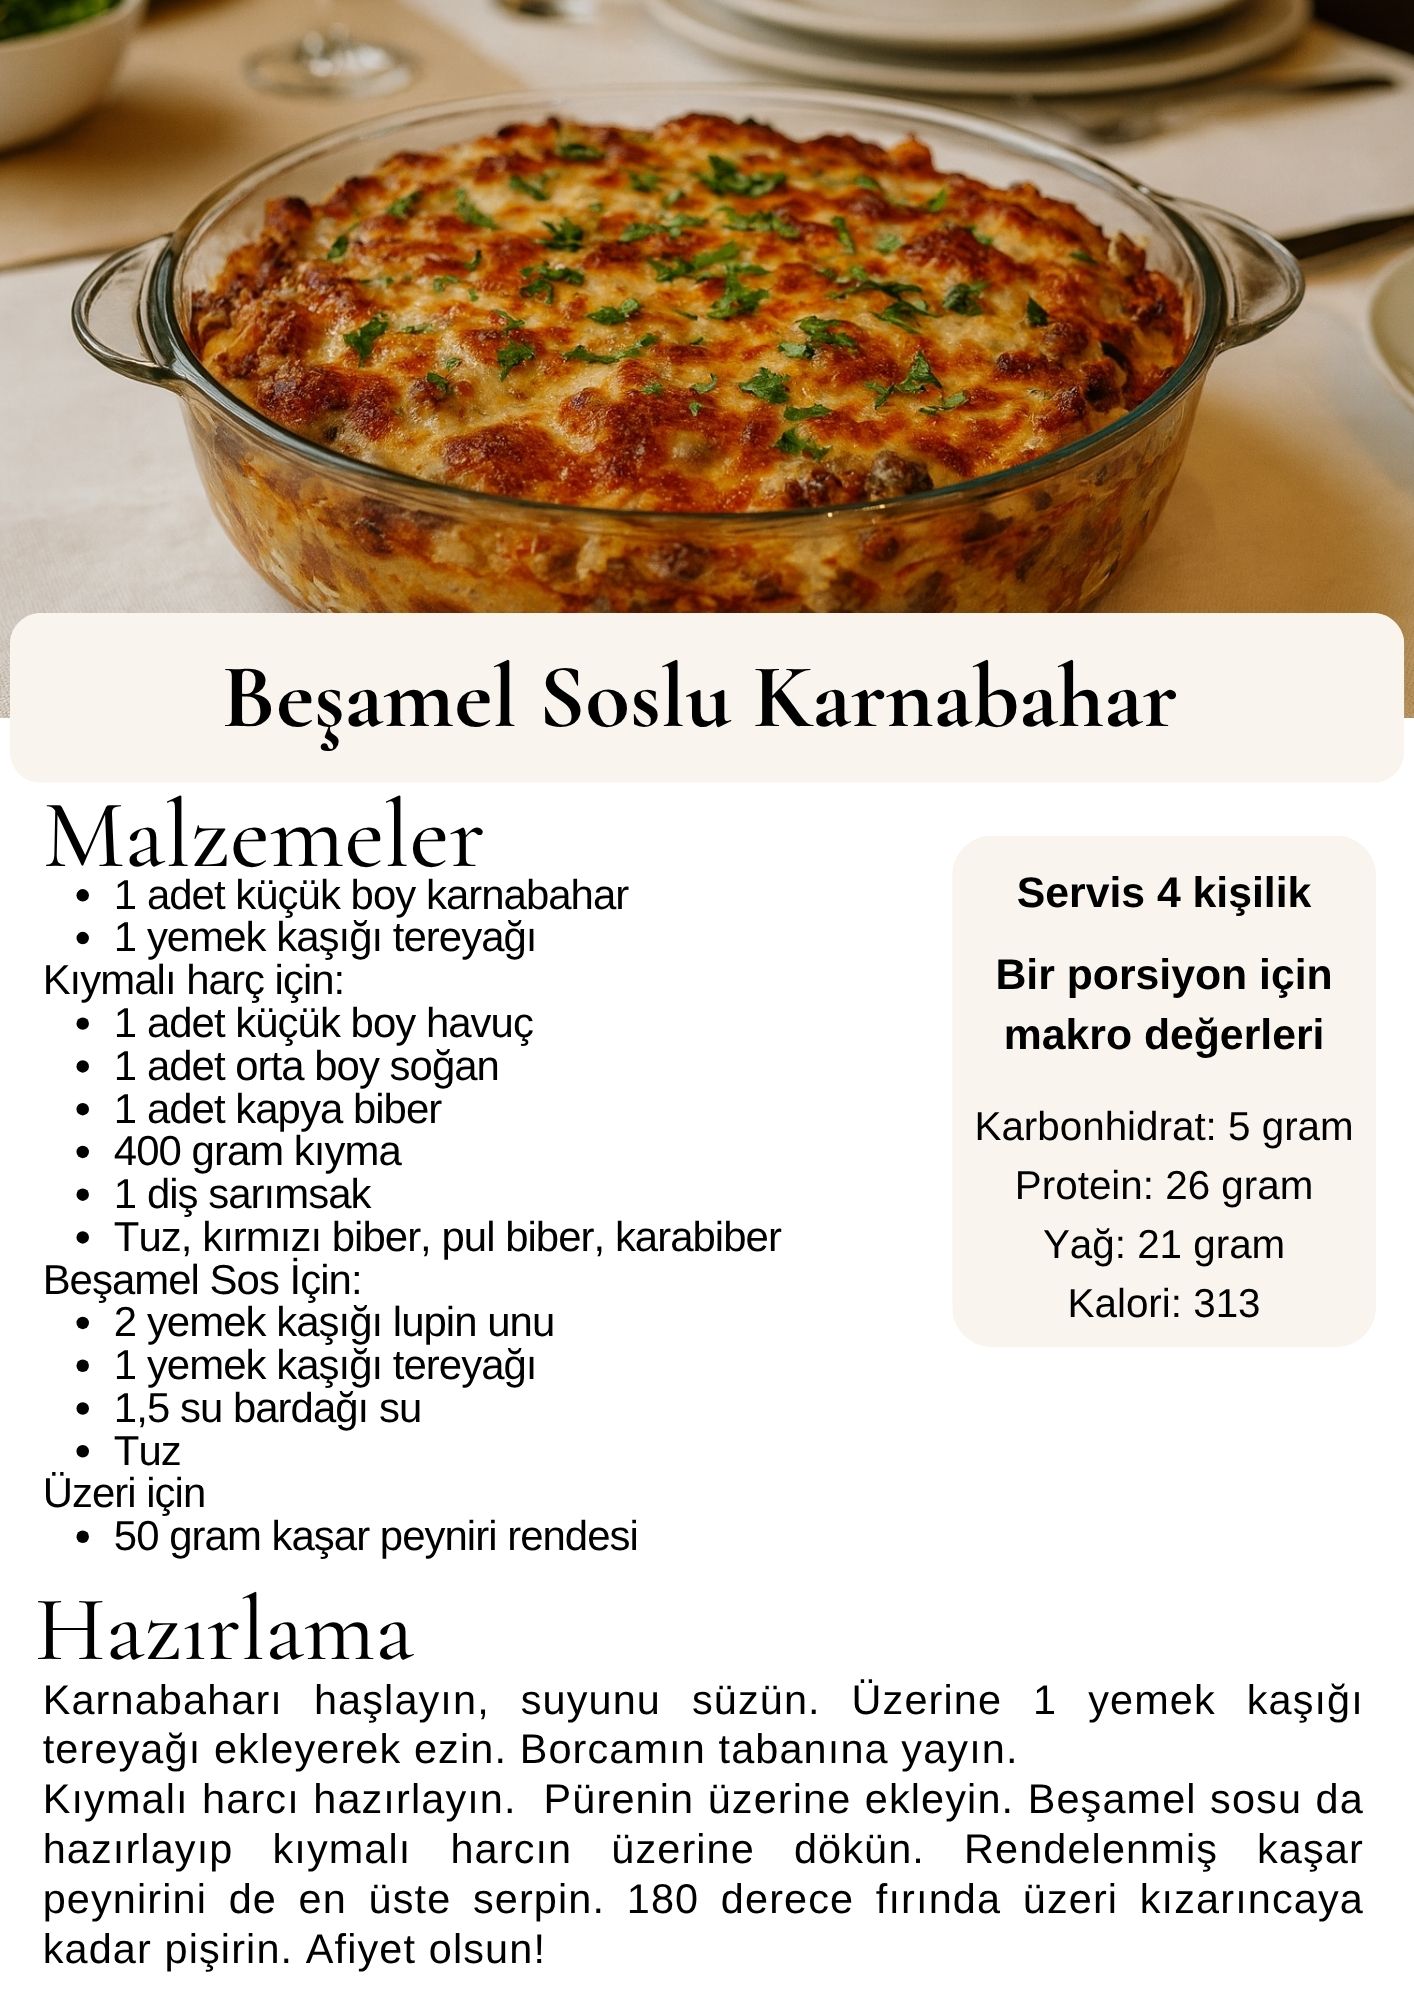 Beşamel Soslu Karnabahar
Malzemeler
• 1 adet küçük boy karnabahar
• 1 yemek kaşığı tereyağı
Kıymalı harç için:
• 1 adet küçük boy havuç
• 1 adet orta boy soğan
• 1 adet kapya biber
• 400 gram kıyma
• 1 diş sarımsak
• Tuz, kırmızı biber, pul biber, karabiber
Beşamel Sos İçin:
• 2 yemek kaşığı lupin unu
• 1 yemek kaşığı tereyağı
• 1,5 su bardağı su
• Tuz
Üzeri için
• 50 gram kaşar peyniri rendesi
Servis 4 kişilik
Bir porsiyon için
makro değerleri
Karbonhidrat: 5 gram
Protein: 26 gram
Yağ: 21 gram
Kalori: 313
Hazırlama
Karnabaharı haşlayın, suyunu süzün. Üzerine 1 yemek kaşığı
tereyağı ekleyerek ezin. Borcamın tabanına yayın.
Kıymalı harcı hazırlayın. Pürenin üzerine ekleyin. Beşamel sosu da
hazırlayıp kıymalı harcın üzerine dökün. Rendelenmiş kaşar
peynirini de en üste serpin. 180 derece fırında üzeri kızarıncaya
kadar pişirin. Afiyet olsun!